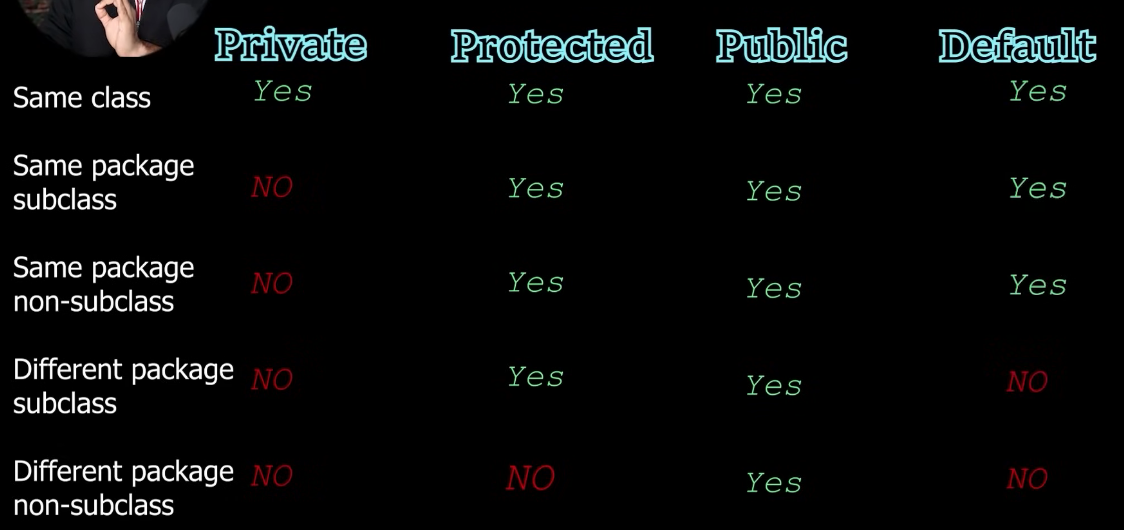 Private Protected Public Default
Same class Yes Yes Yes Yes
Same package
subclass NO Yes Yes Yes
Same package
non-subclass NO Yes Yes Yes
Different package
subclass NO Yes Yes NO
Different package
non-subclass NO NO Yes NO